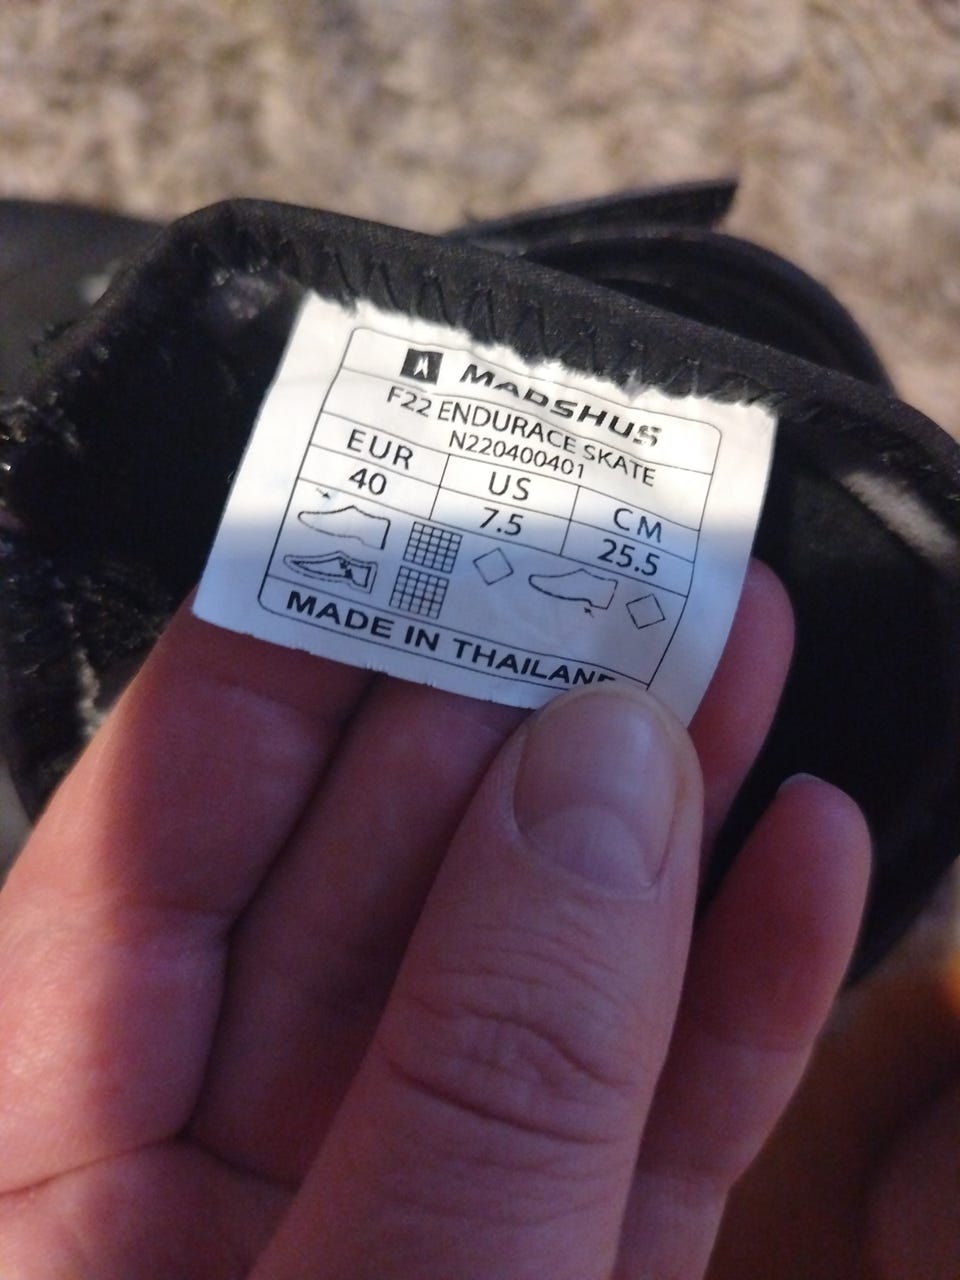 MADSHUS
F22 ENDURACE SKATE
N220400401
EUR US CM
40 7.5 25.5
MADE IN THAILAND